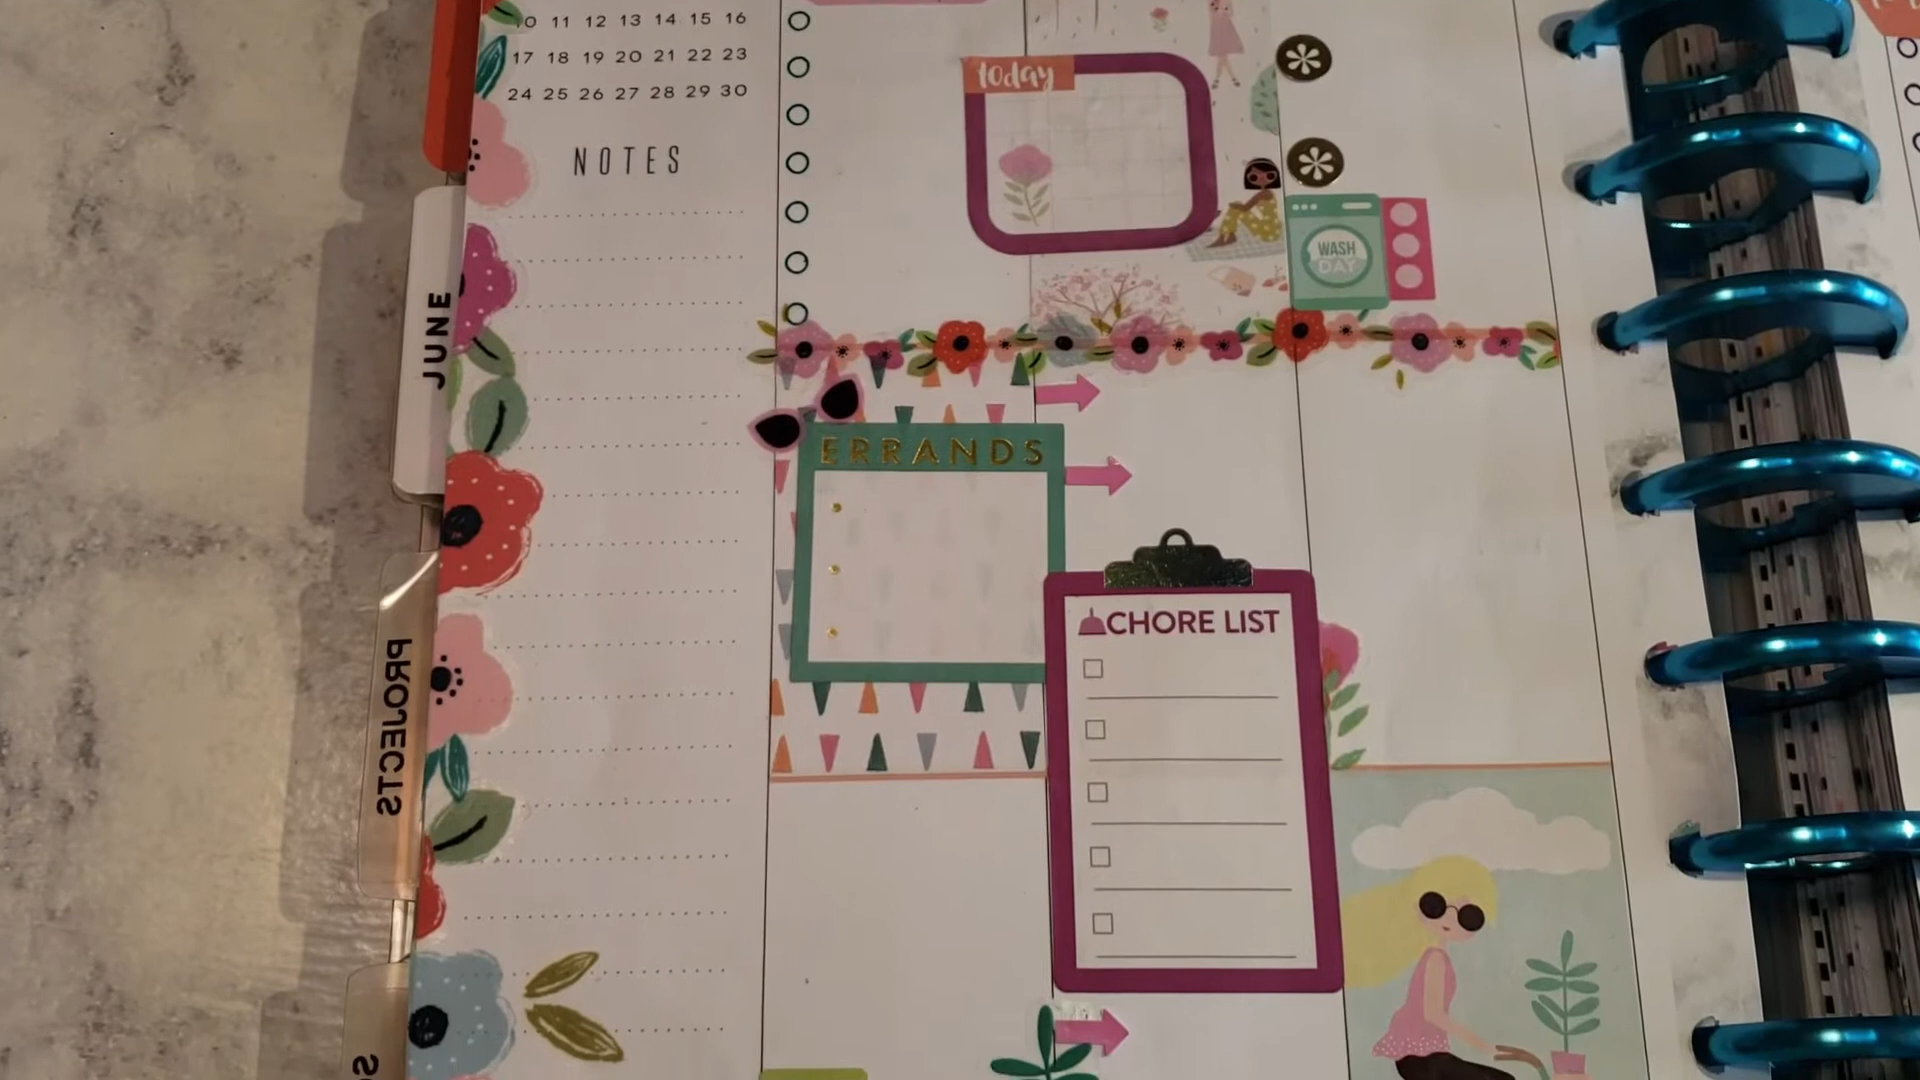 10 11 12 13 14 15 16
17 18 19 20 21 22 23
24 25 26 27 28 29 30
NOTES
today
WASH
DAY
JUNE
ERRANDS
CHORE LIST
PROJECTS